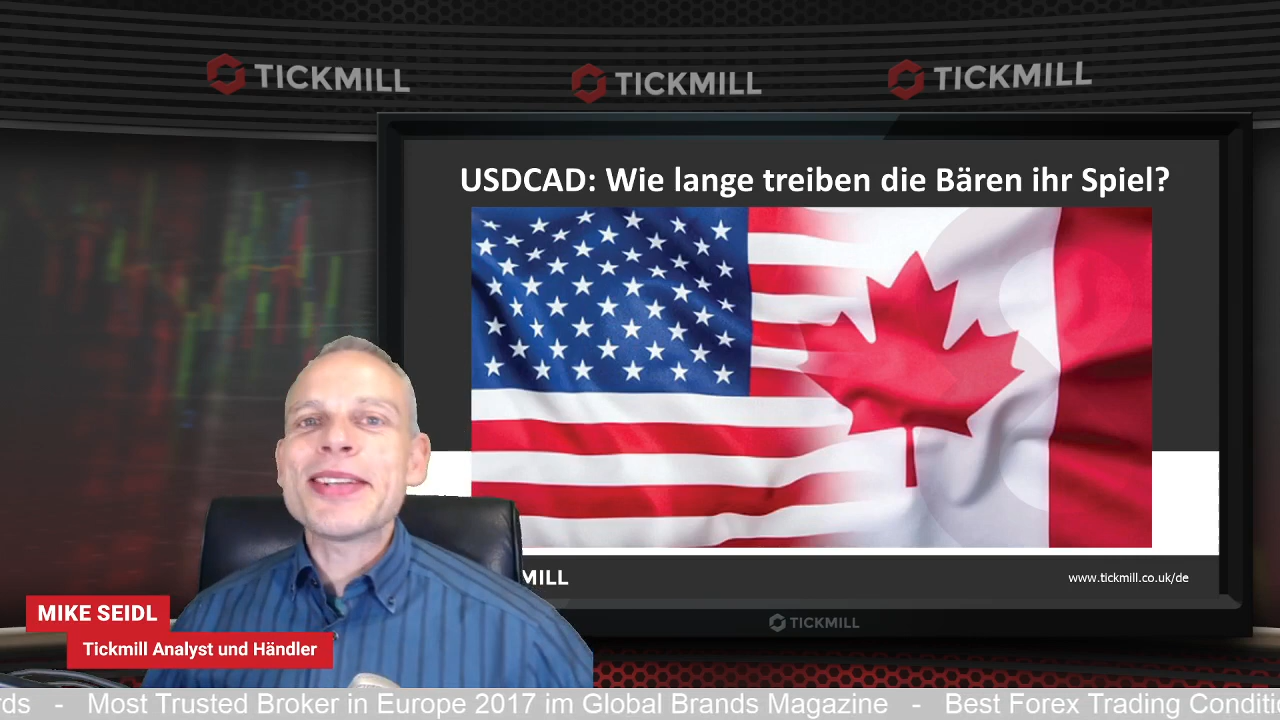 TICKMILL
TICKMILL
TICKMILL
USDCAD: Wie lange treiben die Bären ihr Spiel?
MILL
www.tickmill.co.uk/de
TICKMILL
MIKE SEIDL
Tickmill Analyst und Händler
rds - Most Trusted Broker in Europe 2017 im Global Brands Magazine - Best Forex Trading Conditi